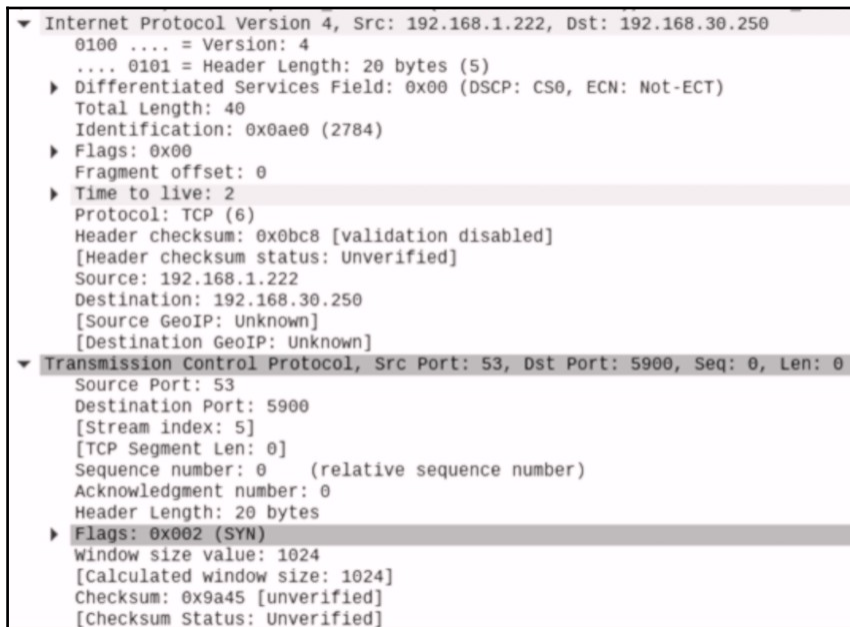 Internet Protocol Version 4, Src: 192.168.1.222, Dst: 192.168.30.250
0100 .... = Version: 4
.... 0101 = Header Length: 20 bytes (5)
Differentiated Services Field: 0x00 (DSCP: CS0, ECN: Not-ECT)
Total Length: 40
Identification: 0x0ae0 (2784)
Flags: 0x00
Fragment offset: 0
Time to live: 2
Protocol: TCP (6)
Header checksum: 0x0bc8 [validation disabled]
[Header checksum status: Unverified]
Source: 192.168.1.222
Destination: 192.168.30.250
[Source GeoIP: Unknown]
[Destination GeoIP: Unknown]
Transmission Control Protocol, Src Port: 53, Dst Port: 5900, Seq: 0, Len: 0
Source Port: 53
Destination Port: 5900
[Stream index: 5]
[TCP Segment Len: 0]
Sequence number: 0    (relative sequence number)
Acknowledgment number: 0
Header Length: 20 bytes
Flags: 0x002 (SYN)
Window size value: 1024
[Calculated window size: 1024]
Checksum: 0x9a45 [unverified]
[Checksum Status: Unverified]